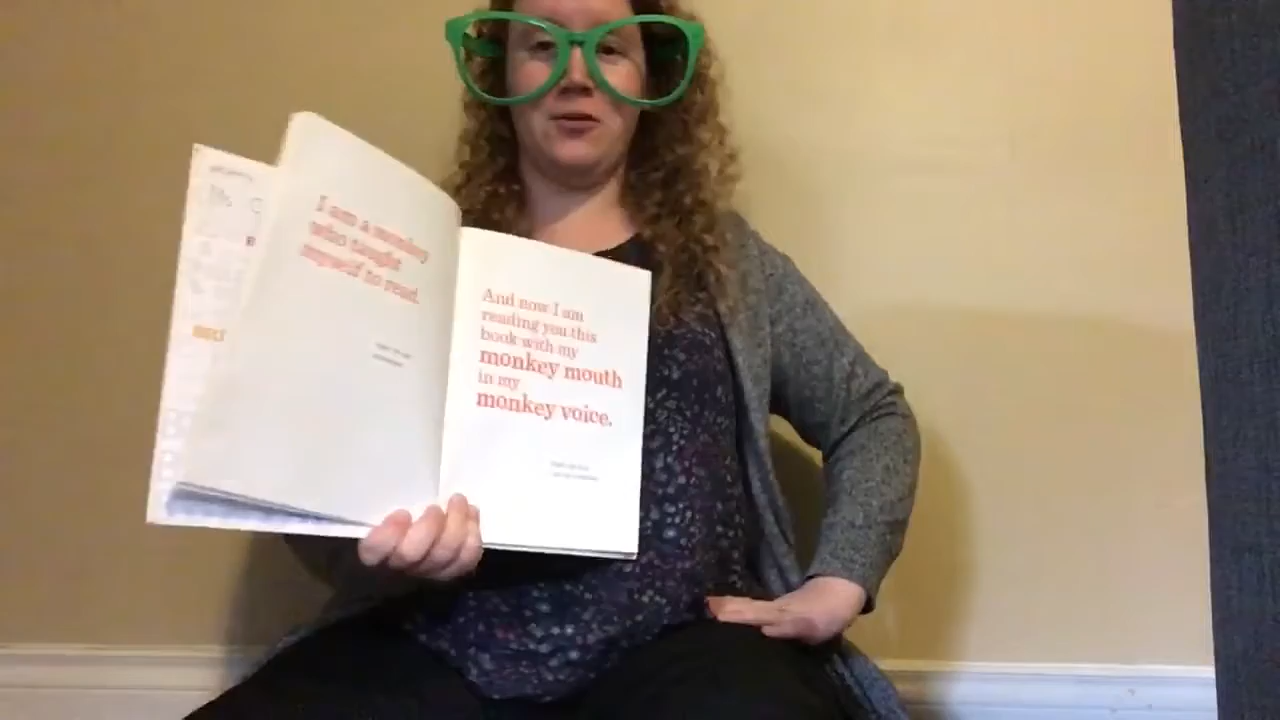 I am a monkey
who taught
myself to read.
And now I am
reading you this
book with my
monkey mouth
in my
monkey voice.